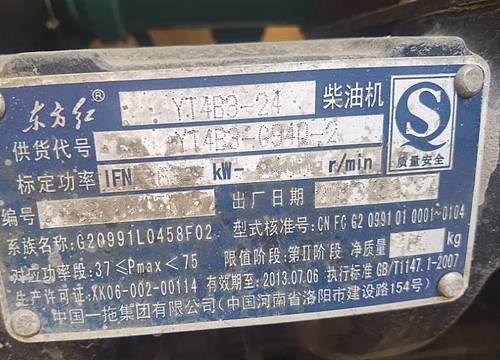 东方红® YT4B3-24 柴油机
供货代号 YT4B3-G94Q-2
标定功率 IFN kW- r/min
质量安全
编号 出厂日期
系族名称:G20991L0458F02 型式核准号:CN FC G2 0991 01 0001~0104
对应功率段:37≤Pmax<75 限值阶段:第Ⅱ阶段 净质量 kg
生产许可证:XK06-002-00114 有效期至:2013.07.06 执行标准GB/T1147.1-2007
中国一拖集团有限公司(中国河南省洛阳市建设路154号)